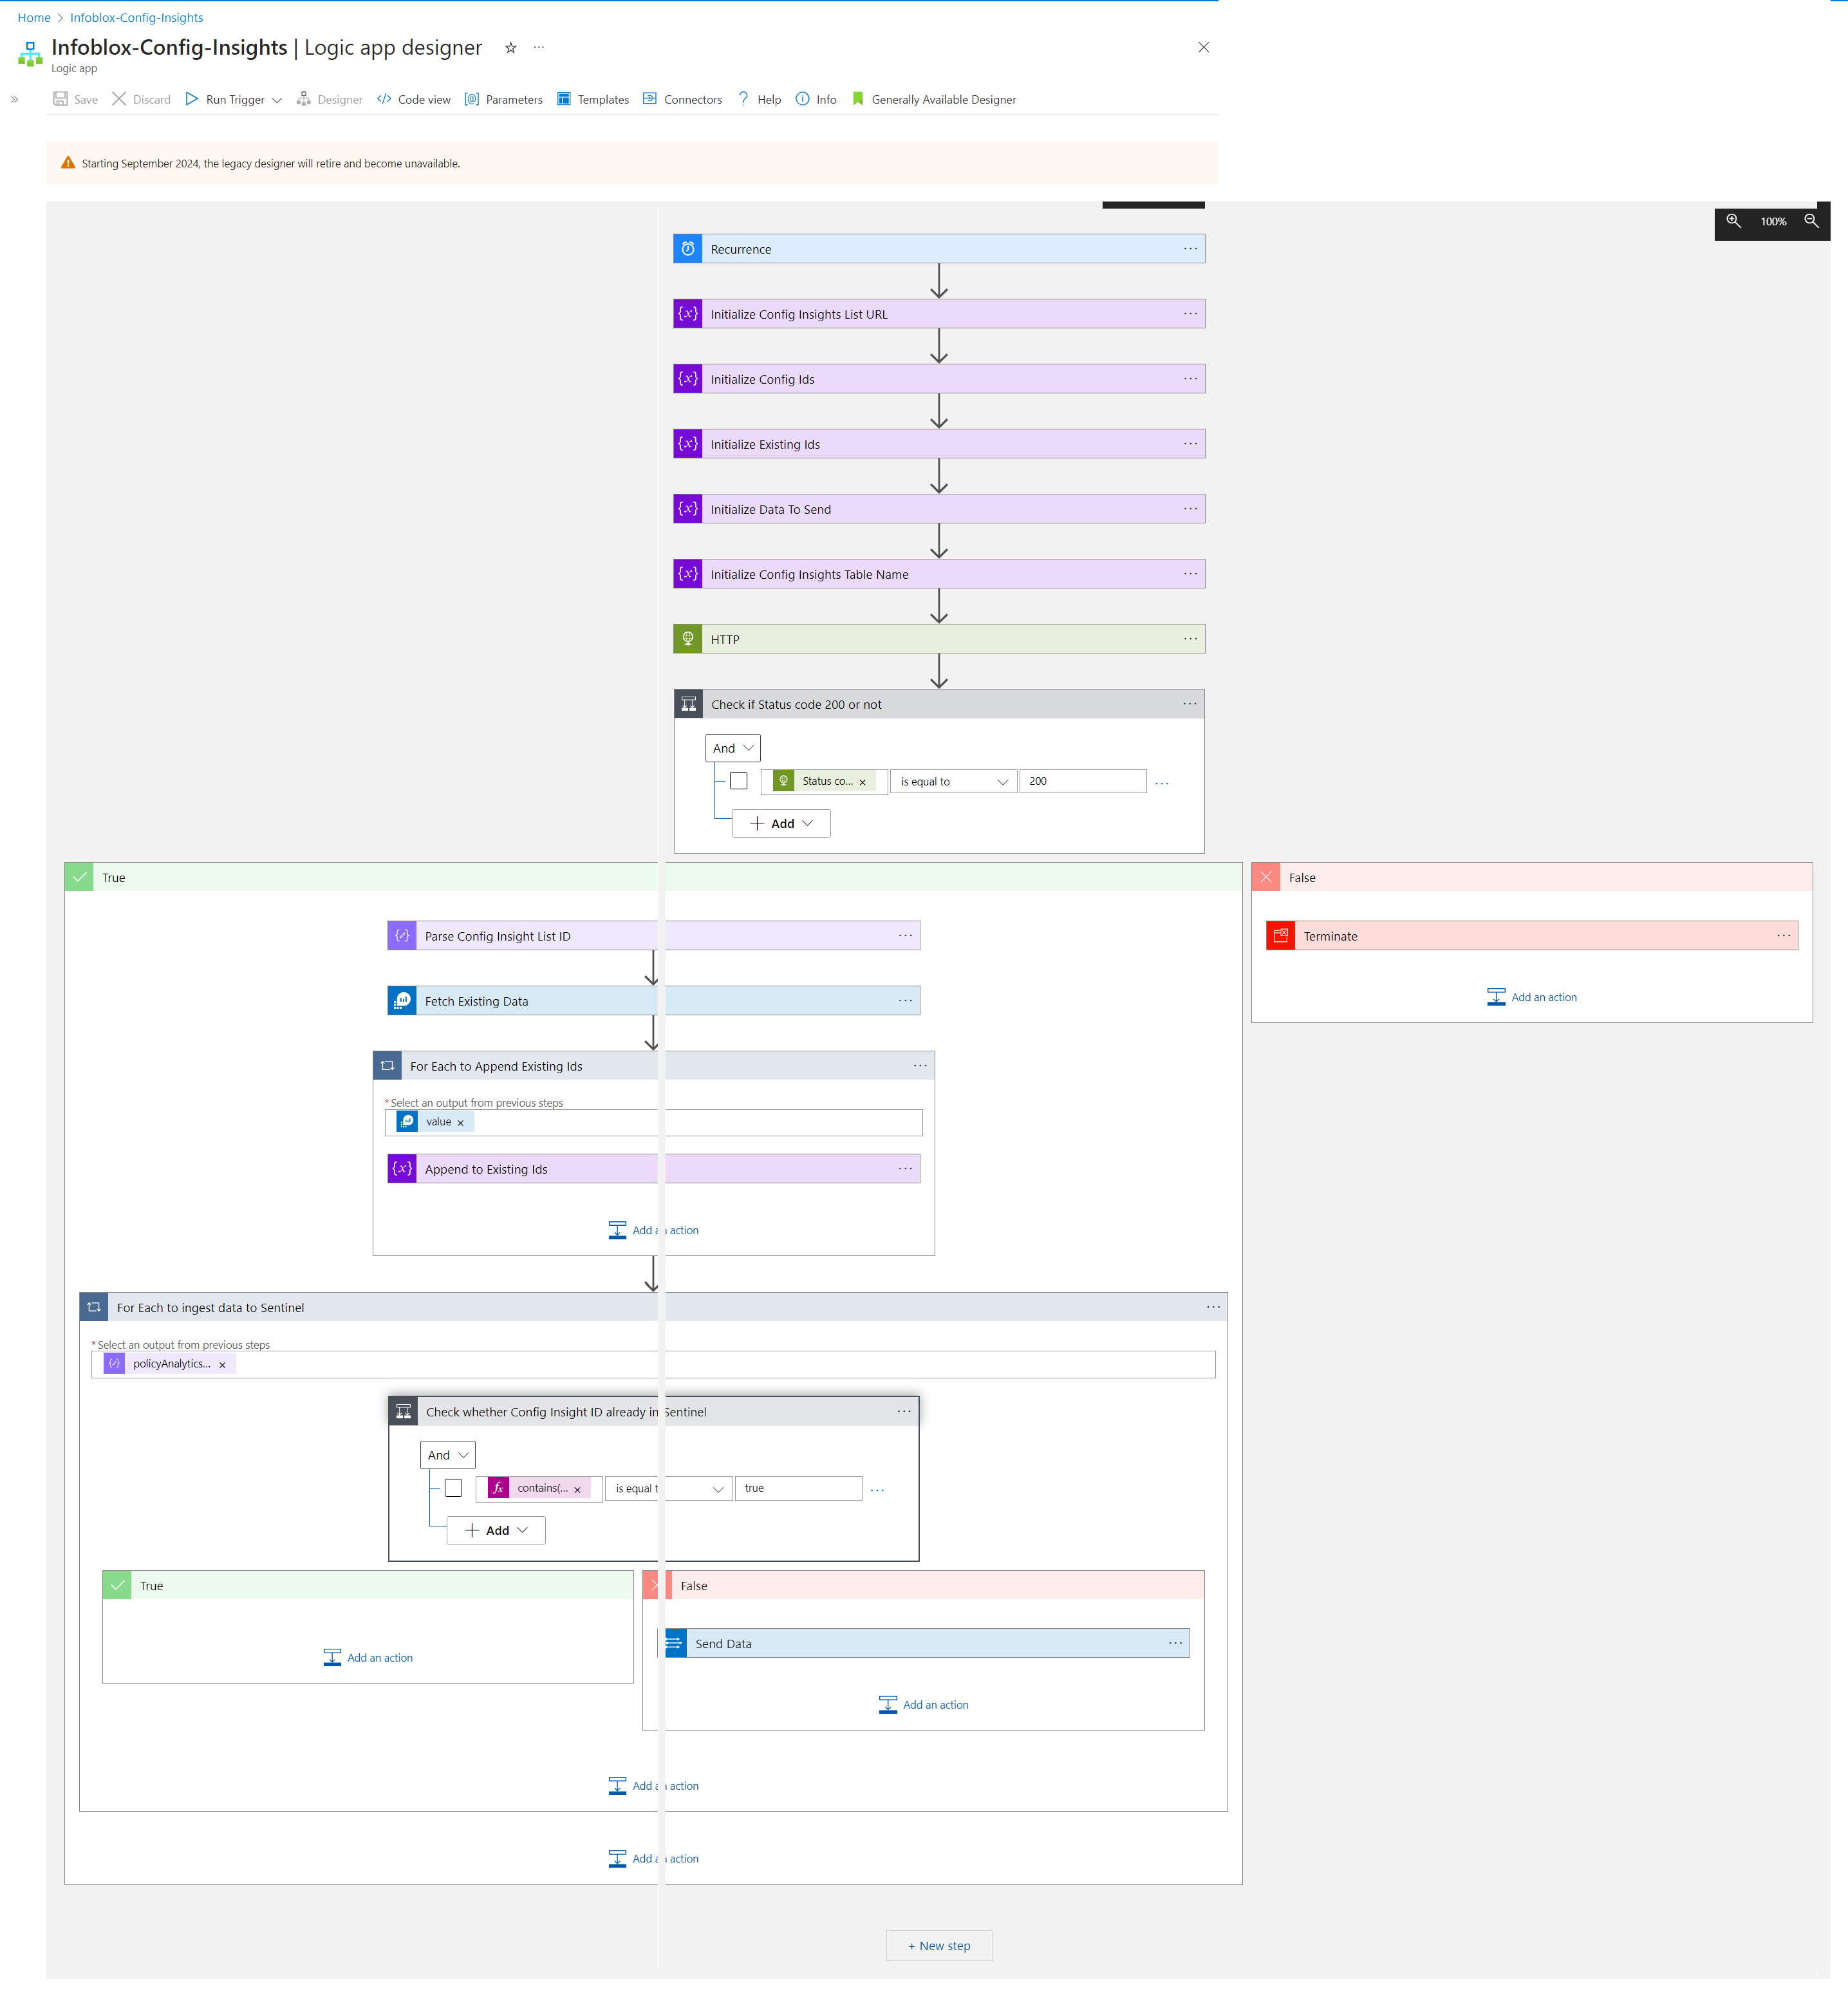 Home > Infoblox-Config-Insights
Infoblox-Config-Insights | Logic app designer
Logic app
Save Discard Run Trigger Designer Code view Parameters Templates Connectors Help Info Generally Available Designer
Starting September 2024, the legacy designer will retire and become unavailable.
100%
Recurrence
Initialize Config Insights List URL
Initialize Config Ids
Initialize Existing Ids
Initialize Data To Send
Initialize Config Insights Table Name
HTTP
Check if Status code 200 or not
And
Status co... is equal to 200
Add
True
False
Parse Config Insight List ID
Terminate
Fetch Existing Data
Add an action
For Each to Append Existing Ids
* Select an output from previous steps
value
Append to Existing Ids
Add an action
For Each to ingest data to Sentinel
* Select an output from previous steps
policyAnalytics...
Check whether Config Insight ID already in Sentinel
And
contains(... is equal t true
Add
True
False
Send Data
Add an action
Add an action
Add an action
Add an action
+ New step